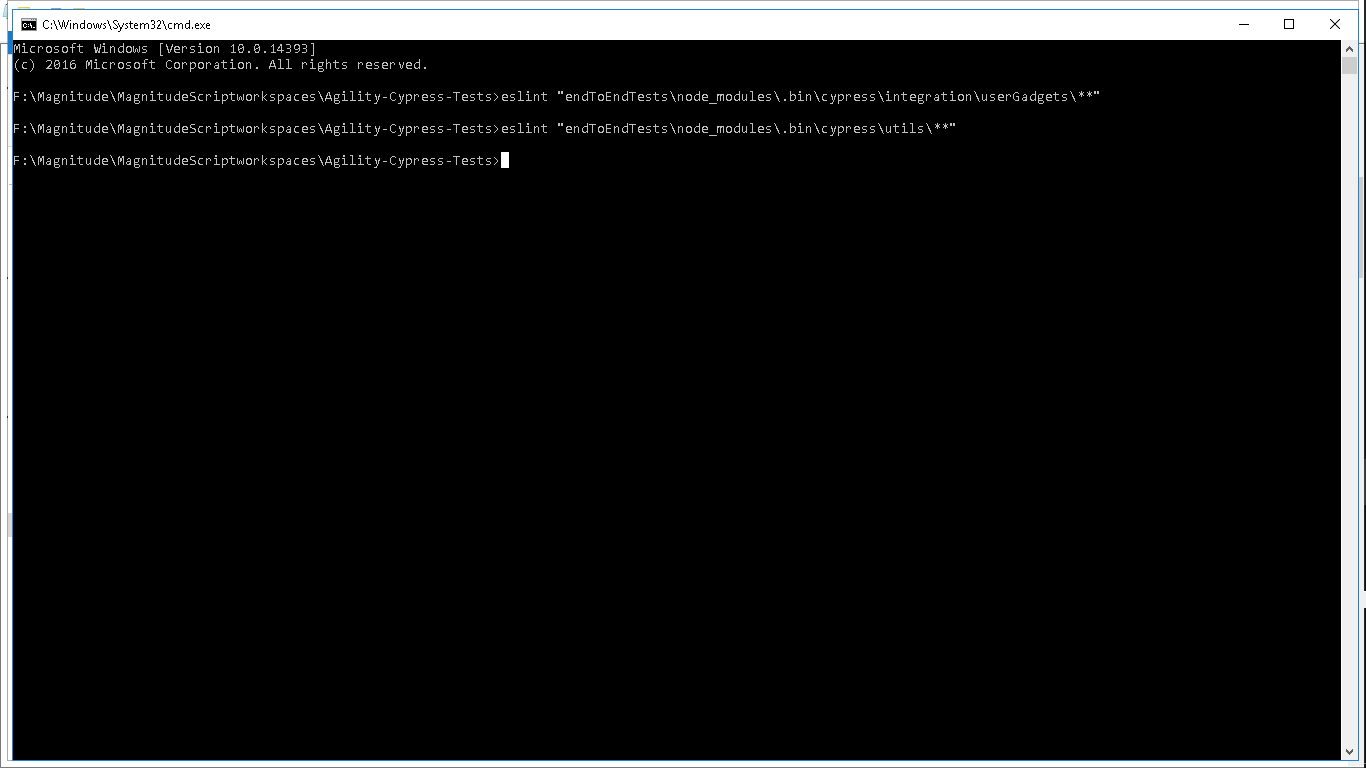 C:\Windows\System32\cmd.exe
Microsoft Windows [Version 10.0.14393]
(c) 2016 Microsoft Corporation. All rights reserved.
F:\Magnitude\MagnitudeScriptworkspaces\Agility-Cypress-Tests>eslint "endToEndTests\node_modules\.bin\cypress\integration\userGadgets\**"
F:\Magnitude\MagnitudeScriptworkspaces\Agility-Cypress-Tests>eslint "endToEndTests\node_modules\.bin\cypress\utils\**"
F:\Magnitude\MagnitudeScriptworkspaces\Agility-Cypress-Tests>